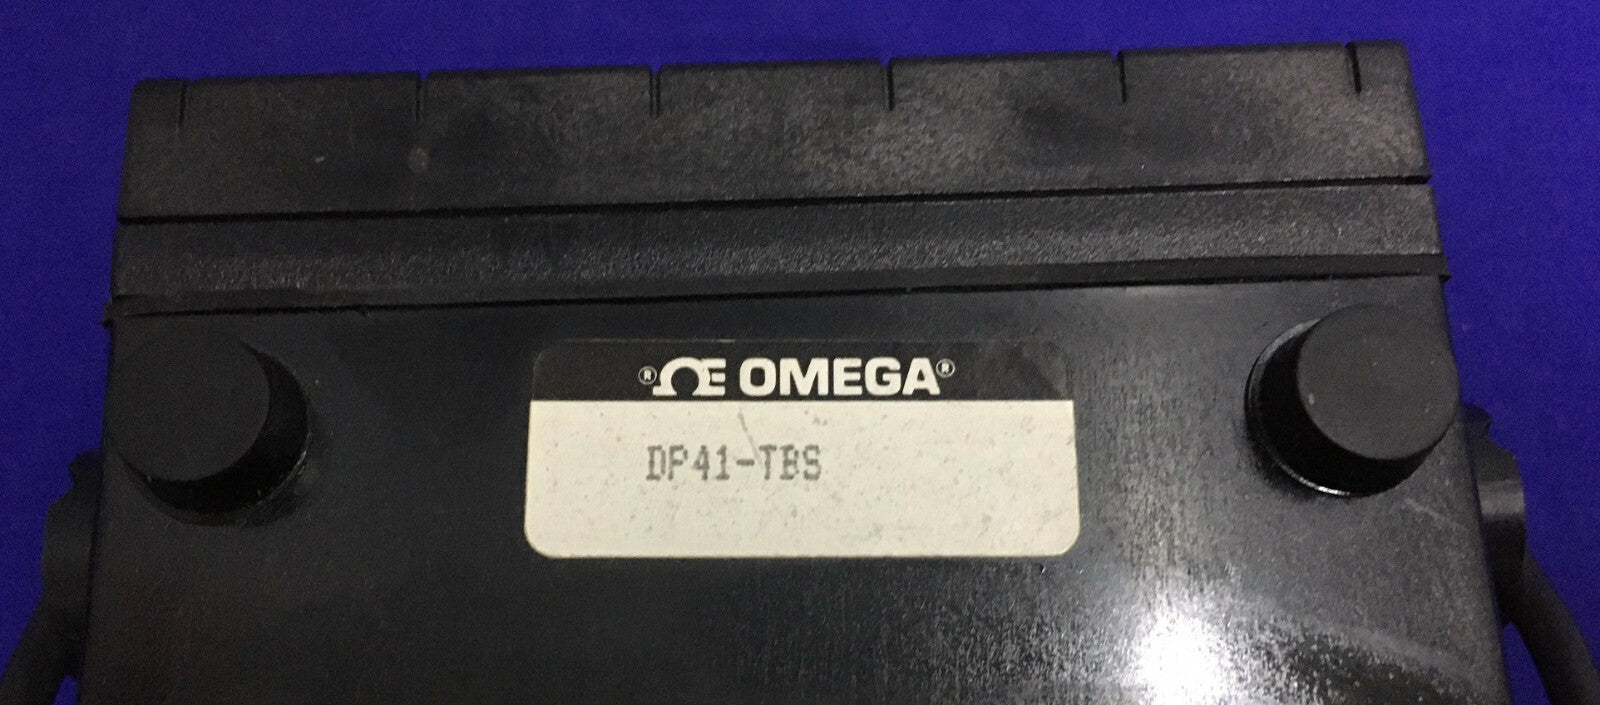 ® ΩE OMEGA®
DP41-TBS